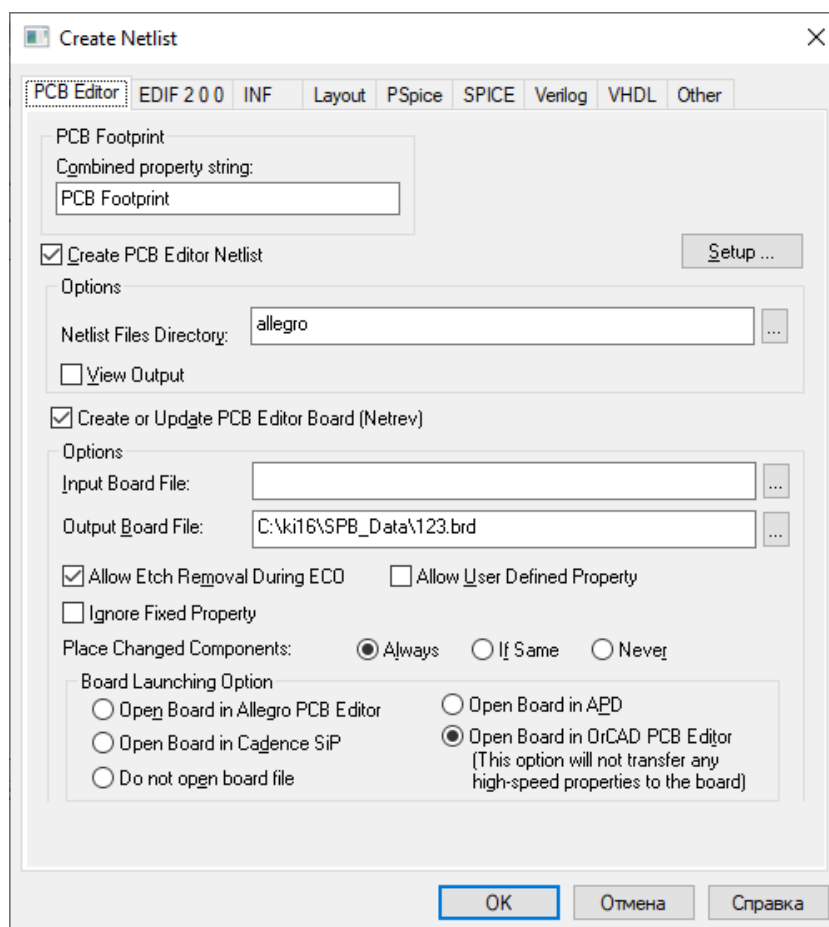 Create Netlist
PCB Editor EDIF 2 0 0 INF Layout PSpice SPICE Verilog VHDL Other
PCB Footprint
Combined property string:
PCB Footprint
Create PCB Editor Netlist
Setup ...
Options
Netlist Files Directory: allegro ...
View Output
Create or Update PCB Editor Board (Netrev)
Options
Input Board File: ...
Output Board File: C:\ki16\SPB_Data\123.brd ...
Allow Etch Removal During ECO Allow User Defined Property
Ignore Fixed Property
Place Changed Components: Always If Same Never
Board Launching Option
Open Board in Allegro PCB Editor Open Board in APD
Open Board in Cadence SiP Open Board in OrCAD PCB Editor
(This option will not transfer any
Do not open board file high-speed properties to the board)
OK Отмена Справка